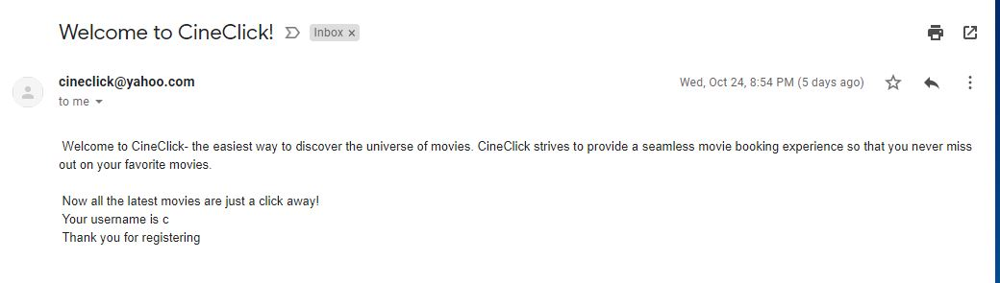 Welcome to CineClick!
Inbox x
cineclick@yahoo.com
Wed, Oct 24, 8:54 PM (5 days ago)
to me
Welcome to CineClick- the easiest way to discover the universe of movies. CineClick strives to provide a seamless movie booking experience so that you never miss
out on your favorite movies.
Now all the latest movies are just a click away!
Your username is c
Thank you for registering